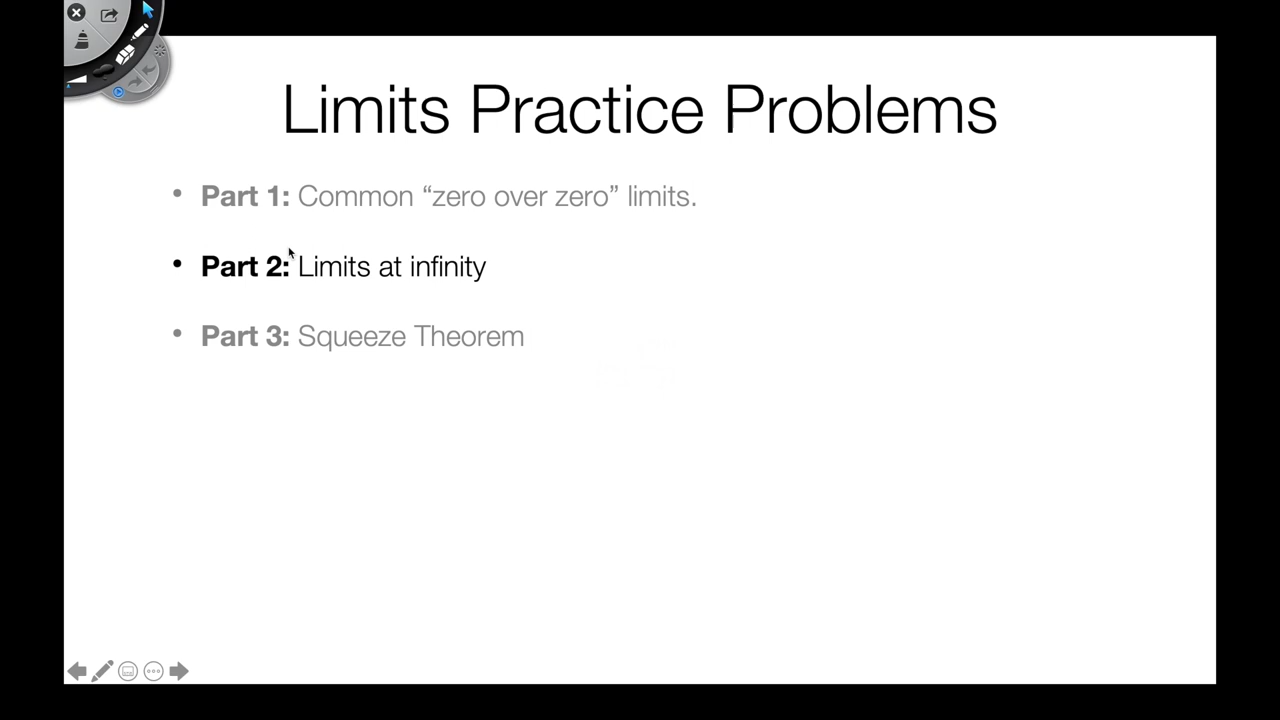 Limits Practice Problems
• Part 1: Common “zero over zero” limits.
• Part 2: Limits at infinity
• Part 3: Squeeze Theorem